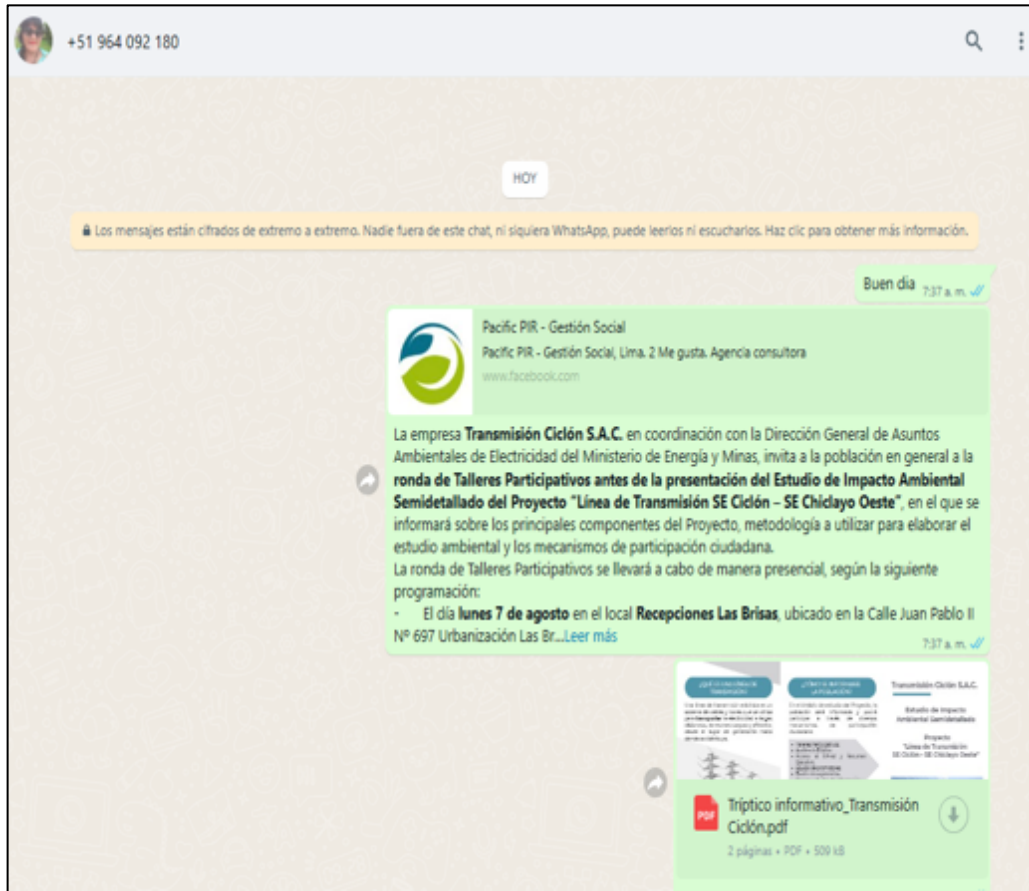 +51 964 092 180
HOY
Los mensajes están cifrados de extremo a extremo. Nadie fuera de este chat, ni siquiera WhatsApp, puede leerlos ni escucharlos. Haz clic para obtener más información.
Buen dia 7:37 a. m.
Pacific PIR - Gestión Social
Pacific PIR - Gestión Social, Lima. 2 Me gusta. Agencia consultora
www.facebook.com
La empresa Transmisión Ciclón S.A.C. en coordinación con la Dirección General de Asuntos
Ambientales de Electricidad del Ministerio de Energía y Minas, invita a la población en general a la
ronda de Talleres Participativos antes de la presentación del Estudio de Impacto Ambiental
Semidetallado del Proyecto "Línea de Transmisión SE Ciclón – SE Chiclayo Oeste", en el que se
informará sobre los principales componentes del Proyecto, metodología a utilizar para elaborar el
estudio ambiental y los mecanismos de participación ciudadana.
La ronda de Talleres Participativos se llevará a cabo de manera presencial, según la siguiente
programación:
- El día lunes 7 de agosto en el local Recepciones Las Brisas, ubicado en la Calle Juan Pablo II
Nº 697 Urbanización Las Br...Leer más
7:37 a. m.
Transmisión Ciclón S.A.C.
Estudio de Impacto
Ambiental Semidetallado
Proyecto
"Línea de Transmisión
SE Ciclón - SE Chiclayo Oeste"
PDF
Tríptico informativo_Transmisión
Ciclón.pdf
2 páginas • PDF • 509 kB